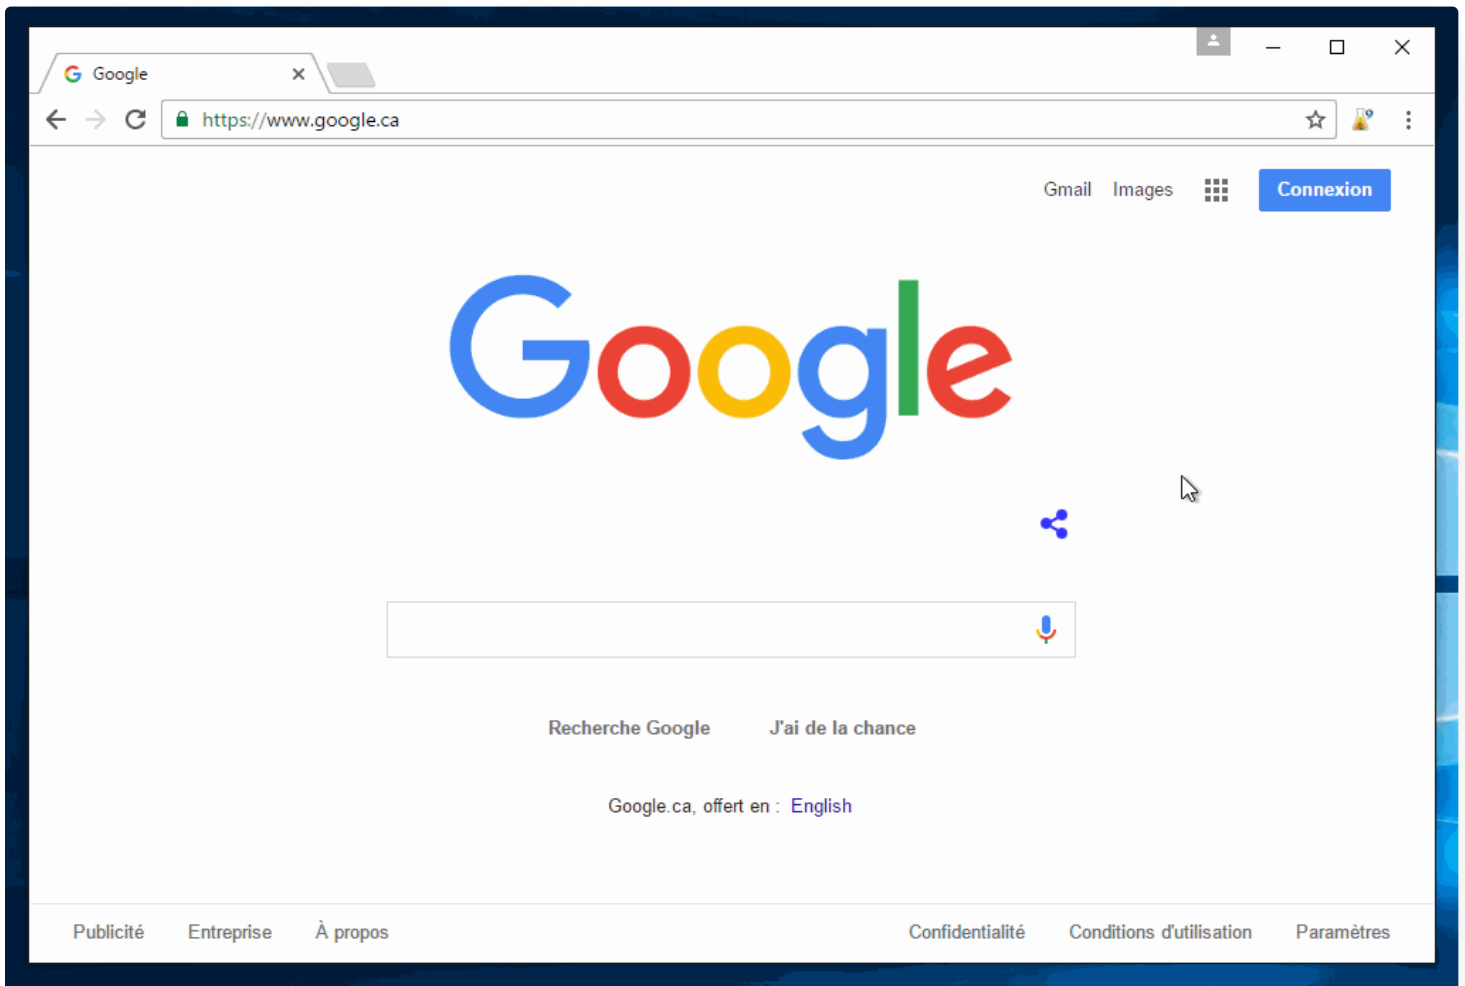 Google
https://www.google.ca
Gmail Images Connexion
Google
Recherche Google J'ai de la chance
Google.ca, offert en : English
Publicité Entreprise À propos Confidentialité Conditions d'utilisation Paramètres